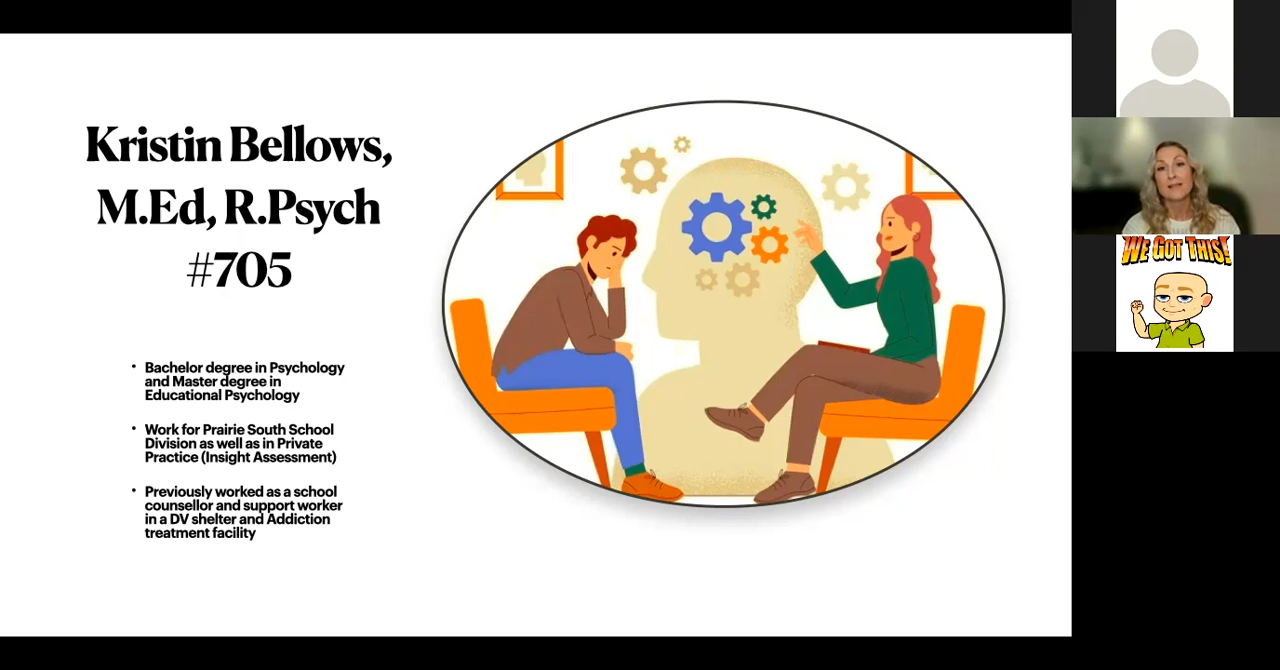 Kristin Bellows,
M.Ed, R.Psych
#705
• Bachelor degree in Psychology
and Master degree in
Educational Psychology
• Work for Prairie South School
Division as well as in Private
Practice (Insight Assessment)
• Previously worked as a school
counsellor and support worker
in a DV shelter and Addiction
treatment facility
WE GOT THIS!